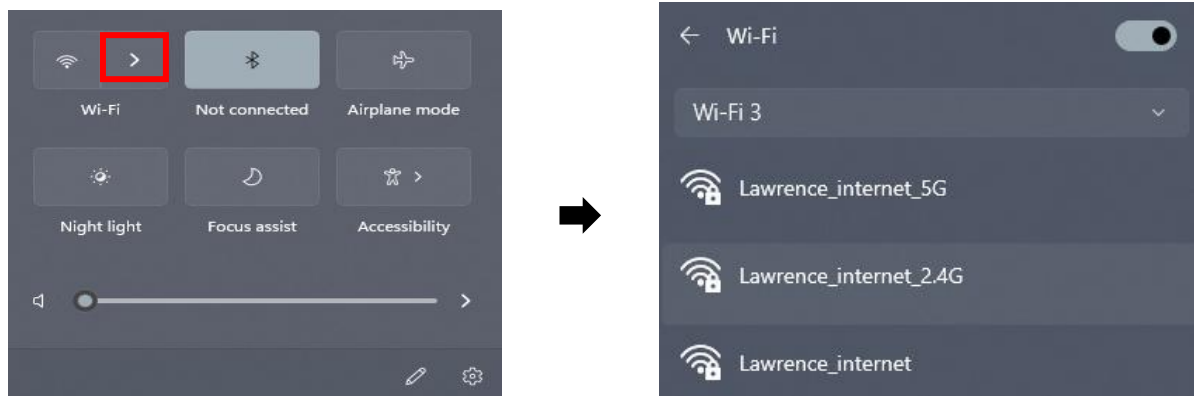 Wi-Fi
Not connected
Airplane mode
Night light
Focus assist
Accessibility
Wi-Fi
Wi-Fi 3
Lawrence_internet_5G
Lawrence_internet_2.4G
Lawrence_internet